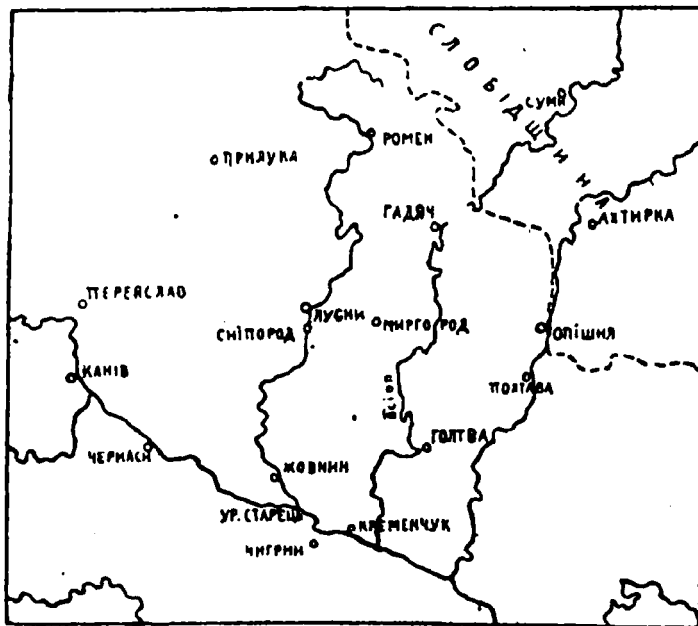 СЛОБІДЩИНА
СУМИ
РОМЕН
ПРИЛУКА
ГАДЯЧ
АХТИРКА
ПЕРЕЯСЛАВ
ЛУБНИ
СНІПОРОД
МИРГОРОД
ОПІШНЯ
КАНІВ
ПОЛТАВА
Псіол
ГОЛТВА
ЧЕРКАСИ
ЖОВНИН
УР. СТАРЕЦЬ
КРЕМЕНЧУК
ЧИГРИН